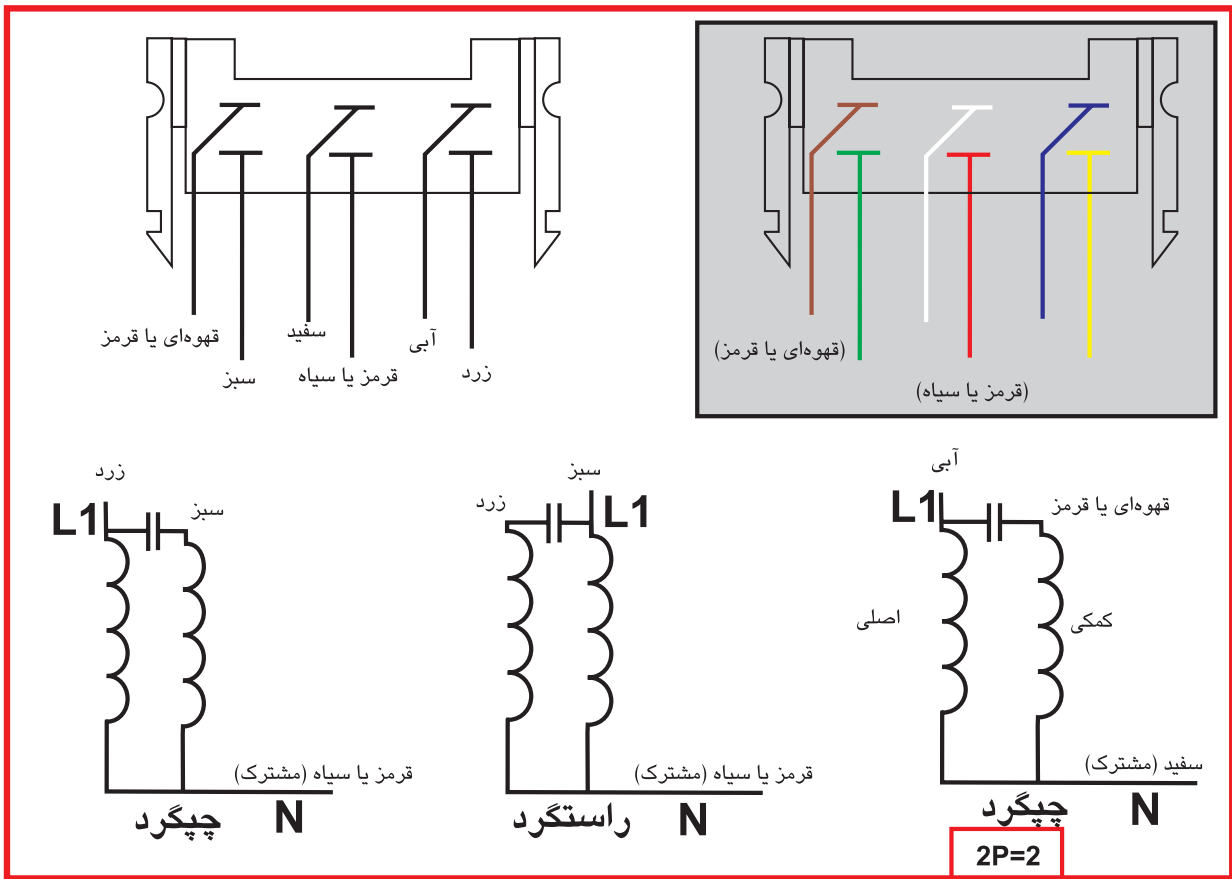 قهوه‌ای یا قرمز
سبز
سفید
قرمز یا سیاه
آبی
زرد
(قهوه‌ای یا قرمز)
(قرمز یا سیاه)
زرد
L1
سبز
قرمز یا سیاه (مشترک)
چپگرد
N
سبز
زرد
L1
قرمز یا سیاه (مشترک)
راستگرد
N
آبی
L1
قهوه‌ای یا قرمز
اصلی
کمکی
سفید (مشترک)
چپگرد
N
2P=2